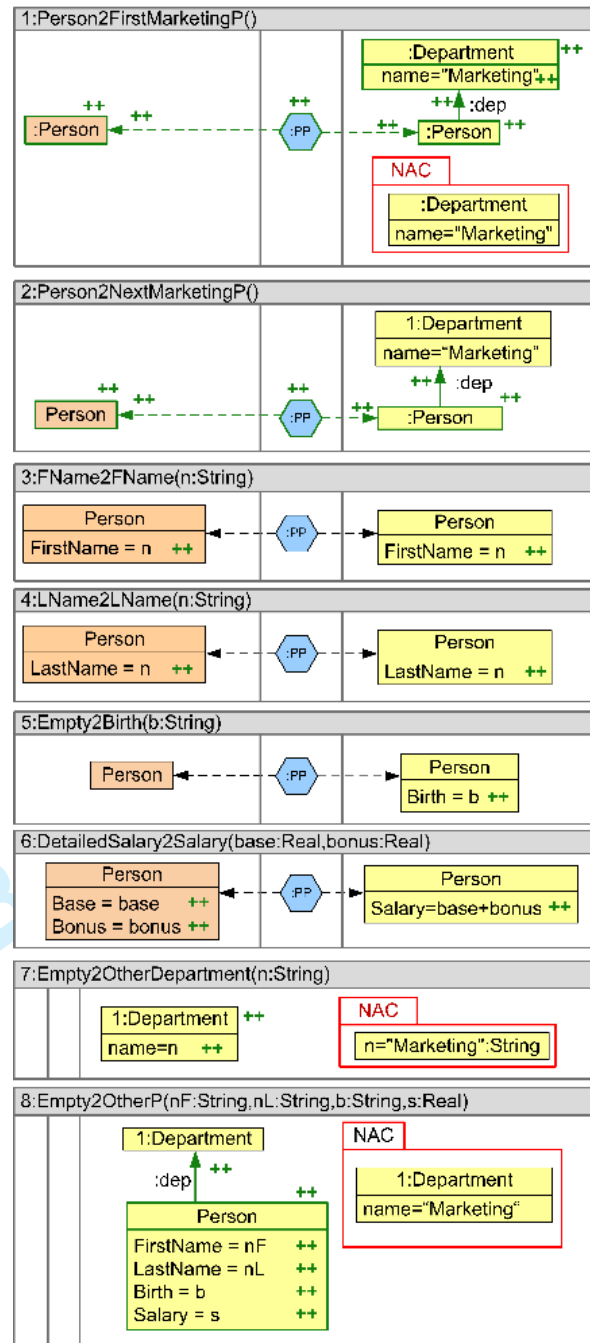 1:Person2FirstMarketingP()
:Department ++
name="Marketing" ++
++ ++ ++ ++ :dep
:Person ++ :PP ++ :Person ++
NAC
:Department
name="Marketing"
2:Person2NextMarketingP()
1:Department
name="Marketing"
++ ++ ++ ++ :dep
Person ++ :PP ++ :Person ++
3:FName2FName(n:String)
Person Person
FirstName = n ++ :PP FirstName = n ++
4:LName2LName(n:String)
Person Person
LastName = n ++ :PP LastName = n ++
5:Empty2Birth(b:String)
Person :PP Person
Birth = b ++
6:DetailedSalary2Salary(base:Real,bonus:Real)
Person Person
Base = base ++ :PP Salary=base+bonus ++
Bonus = bonus ++
7:Empty2OtherDepartment(n:String)
1:Department ++ NAC
name=n ++ n="Marketing":String
8:Empty2OtherP(nF:String,nL:String,b:String,s:Real)
1:Department NAC
:dep ++ 1:Department
++ name="Marketing"
Person
FirstName = nF ++
LastName = nL ++
Birth = b ++
Salary = s ++